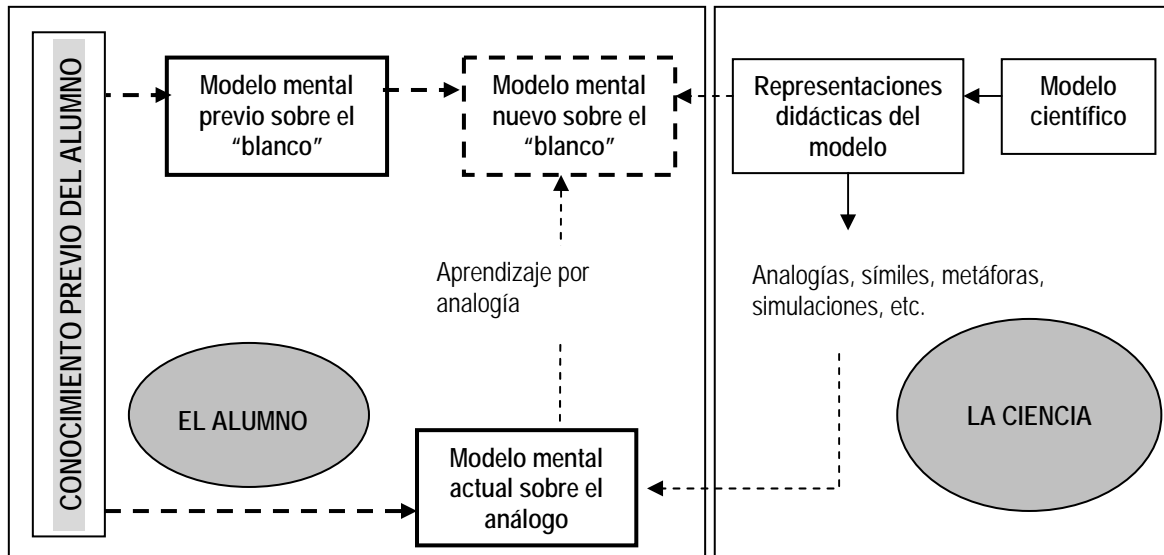 CONOCIMIENTO PREVIO DEL ALUMNO
Modelo mental
previo sobre el
“blanco”
Modelo mental
nuevo sobre el
“blanco”
Representaciones
didácticas del
modelo
Modelo
científico
Aprendizaje por
analogía
Analogías, símiles, metáforas,
simulaciones, etc.
EL ALUMNO
LA CIENCIA
Modelo mental
actual sobre el
análogo